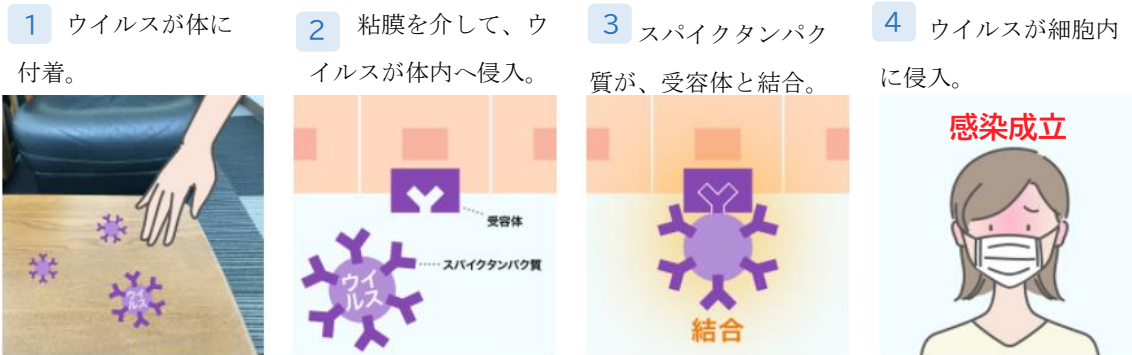 1 ウイルスが体に
付着。
ウイ
ルス
2 粘膜を介して、ウ
イルスが体内へ侵入。
受容体
スパイクタンパク質
ウイ
ルス
3 スパイクタンパク
質が、受容体と結合。
結合
4 ウイルスが細胞内
に侵入。
感染成立